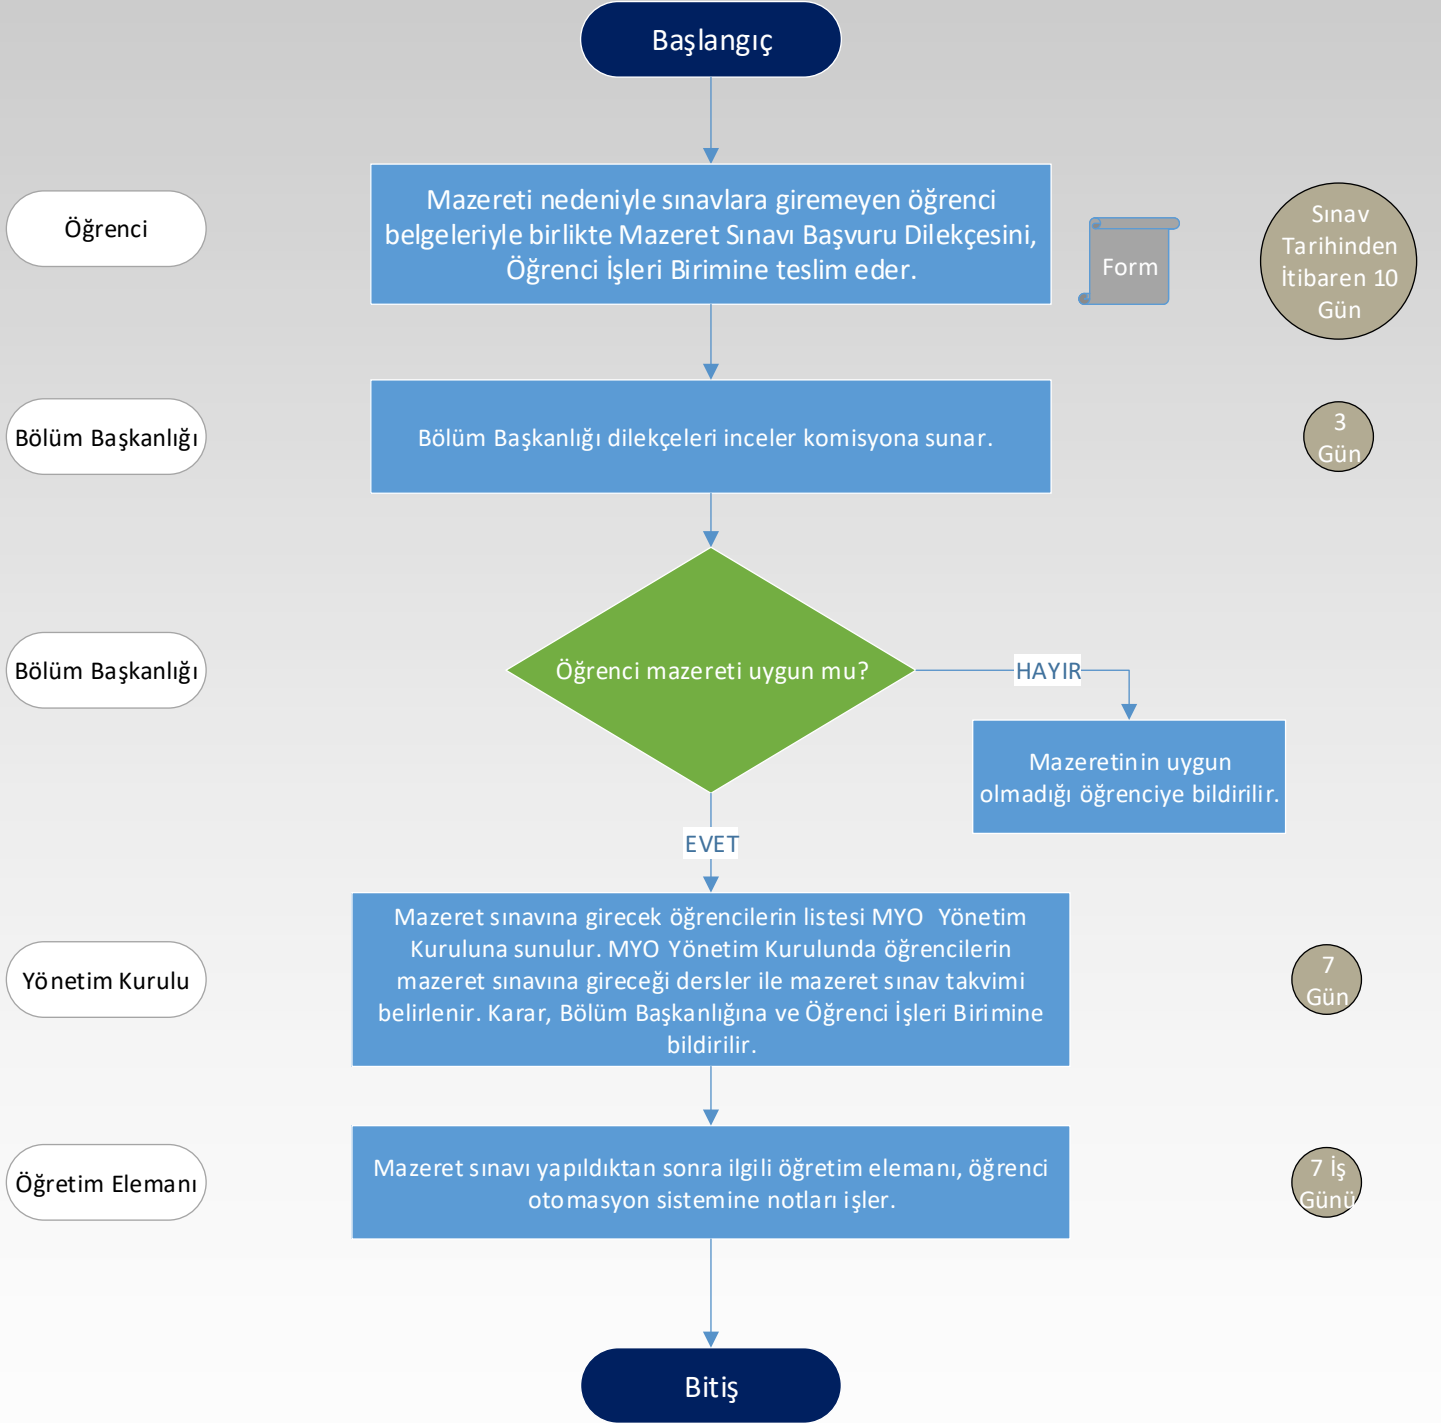 Başlangıç
Öğrenci
Mazereti nedeniyle sınavlara giremeyen öğrenci
belgeleriyle birlikte Mazeret Sınavı Başvuru Dilekçesini,
Öğrenci İşleri Birimine teslim eder.
Form
Sınav
Tarihinden
İtibaren 10
Gün
Bölüm Başkanlığı
Bölüm Başkanlığı dilekçeleri inceler komisyona sunar.
3
Gün
Bölüm Başkanlığı
Öğrenci mazereti uygun mu?
HAYIR
Mazeretinin uygun
olmadığı öğrenciye bildirilir.
EVET
Yönetim Kurulu
Mazeret sınavına girecek öğrencilerin listesi MYO Yönetim
Kuruluna sunulur. MYO Yönetim Kurulunda öğrencilerin
mazeret sınavına gireceği dersler ile mazeret sınav takvimi
belirlenir. Karar, Bölüm Başkanlığına ve Öğrenci İşleri Birimine
bildirilir.
7
Gün
Öğretim Elemanı
Mazeret sınavı yapıldıktan sonra ilgili öğretim elemanı, öğrenci
otomasyon sistemine notları işler.
7 İş
Günü
Bitiş